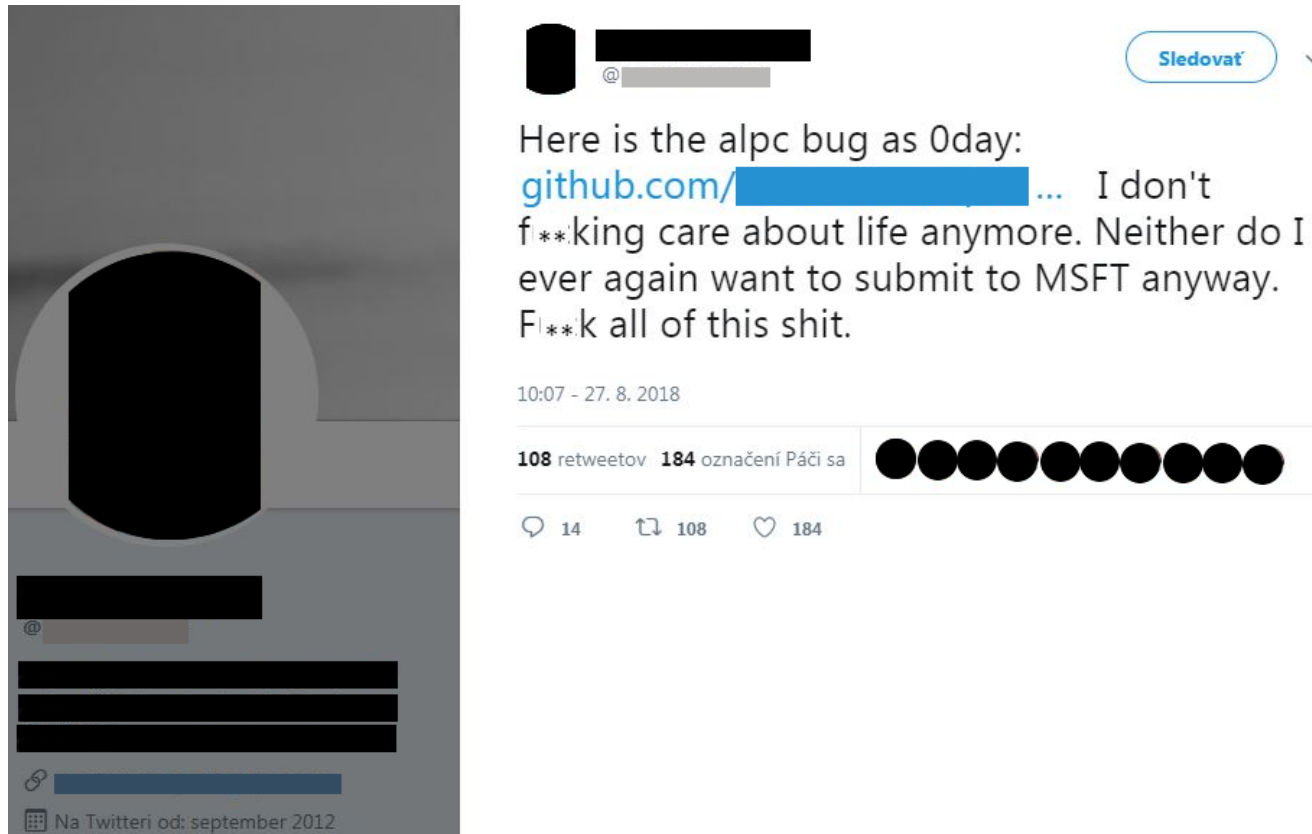 @
Sledovať
Here is the alpc bug as 0day:
github.com/ ... I don't
f**king care about life anymore. Neither do I
ever again want to submit to MSFT anyway.
F**k all of this shit.
10:07 - 27. 8. 2018
108 retweetov 184 označení Páči sa
14 108 184
@
Na Twitteri od: september 2012